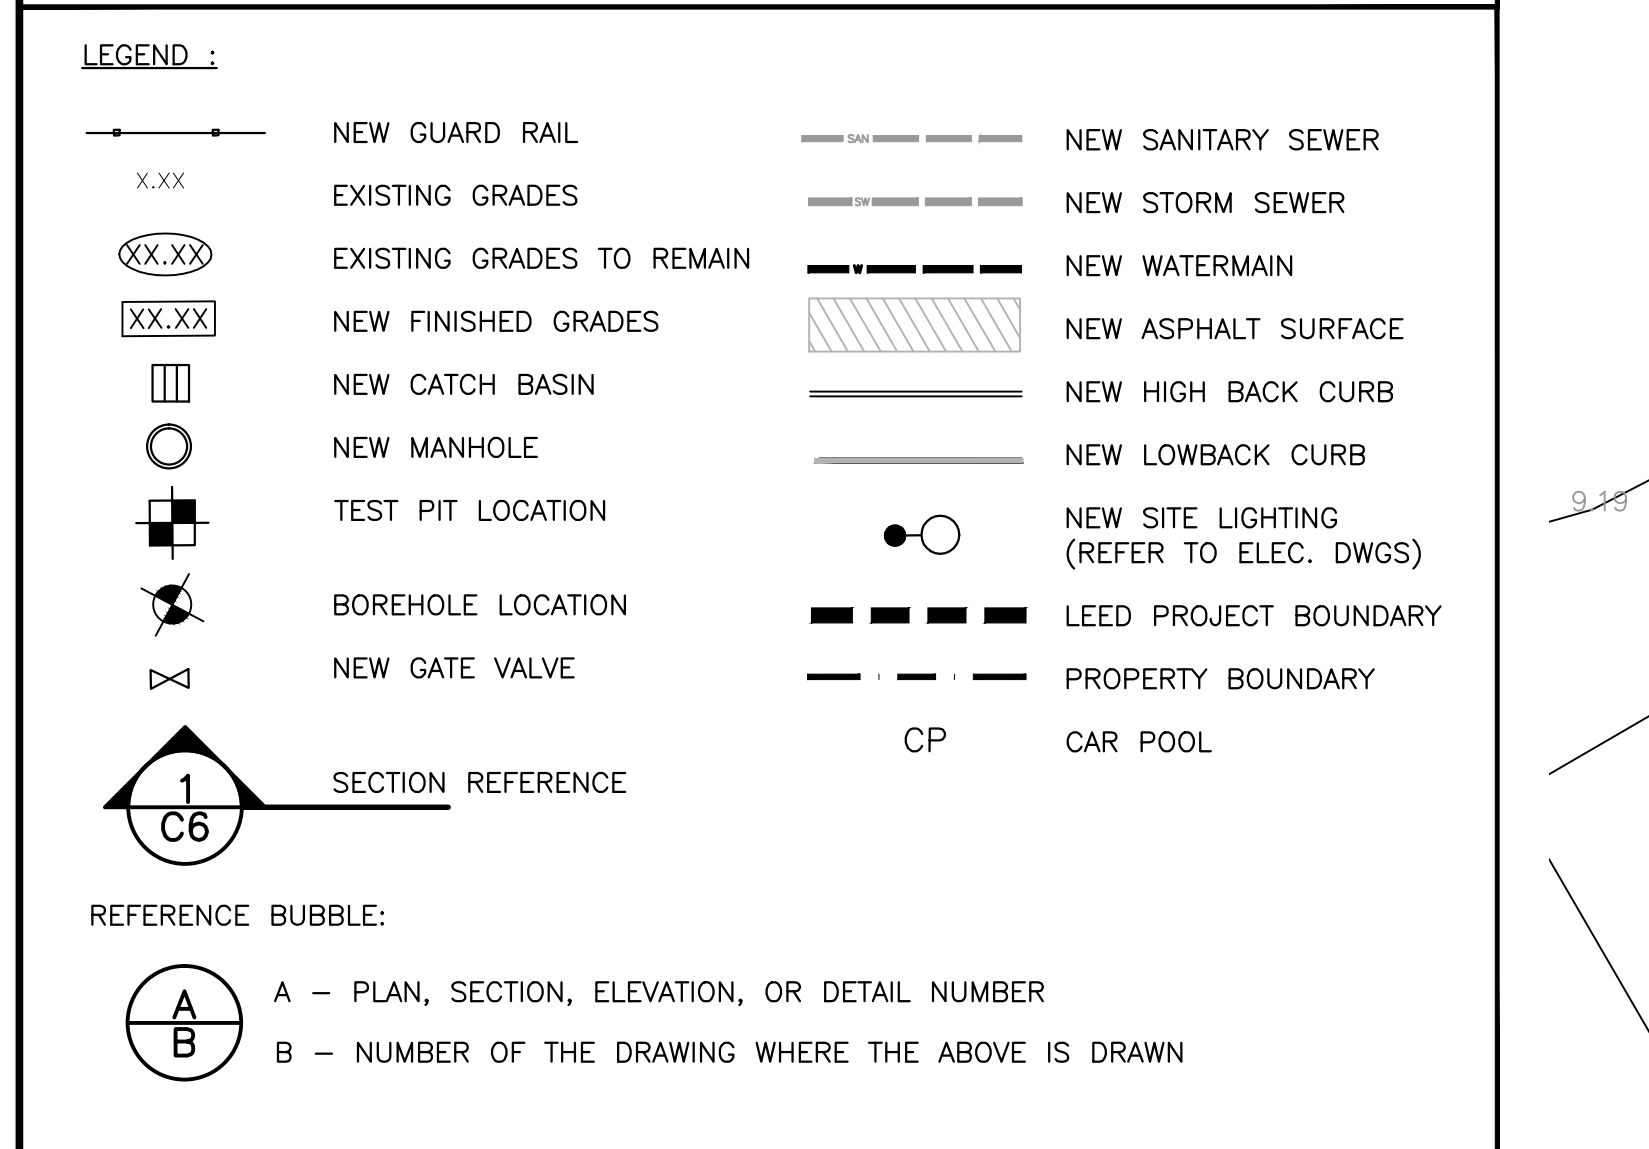 LEGEND :
NEW GUARD RAIL
X.XX
EXISTING GRADES
XX.XX
EXISTING GRADES TO REMAIN
XX.XX
NEW FINISHED GRADES
NEW CATCH BASIN
NEW MANHOLE
TEST PIT LOCATION
BOREHOLE LOCATION
NEW GATE VALVE
1
C6
SECTION REFERENCE
SAN
NEW SANITARY SEWER
SW
NEW STORM SEWER
W
NEW WATERMAIN
NEW ASPHALT SURFACE
NEW HIGH BACK CURB
NEW LOWBACK CURB
NEW SITE LIGHTING
(REFER TO ELEC. DWGS)
LEED PROJECT BOUNDARY
PROPERTY BOUNDARY
CP
CAR POOL
REFERENCE BUBBLE:
A
B
A – PLAN, SECTION, ELEVATION, OR DETAIL NUMBER
B – NUMBER OF THE DRAWING WHERE THE ABOVE IS DRAWN
9.19